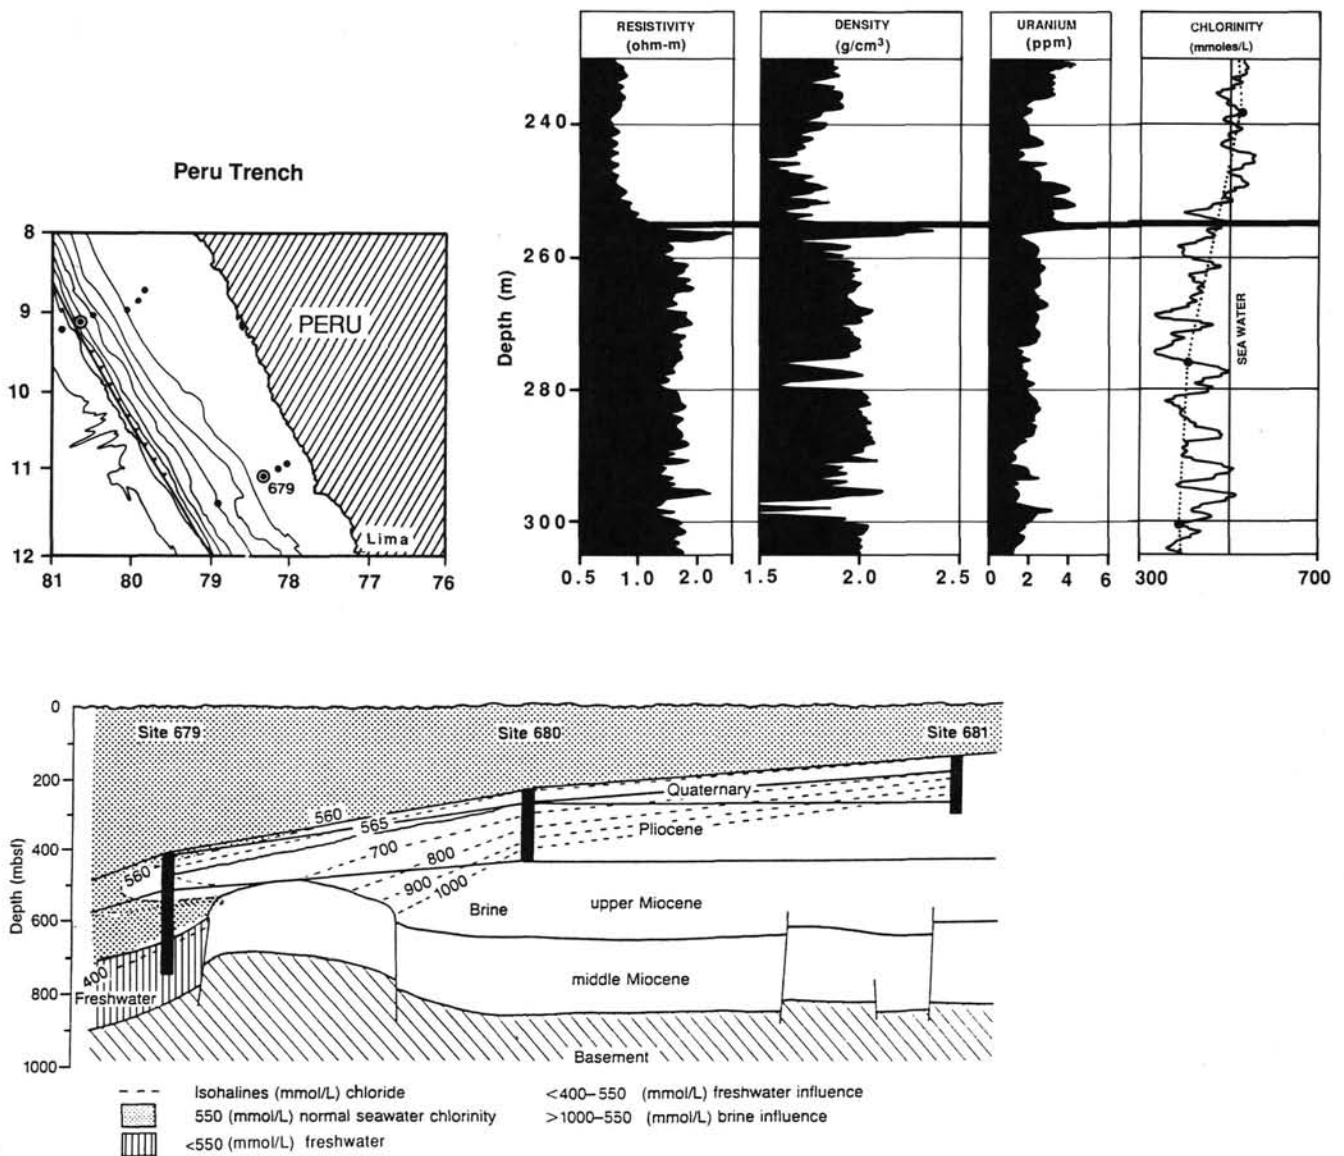 Peru Trench
8
9
10
11
12
81
80
79
78
77
76
PERU
679
Lima
RESISTIVITY
(ohm-m)
DENSITY
(g/cm³)
URANIUM
(ppm)
CHLORINITY
(mmoles/L)
Depth (m)
240
260
280
300
SEA WATER
0.5
1.0
2.0
1.5
2.0
2.5
0
2
4
6
300
700
Depth (mbsl)
0
200
400
600
800
1000
Site 679
Site 680
Site 681
Quaternary
560
565
700
Pliocene
800
560
900
1000
Brine
upper Miocene
400
middle Miocene
Freshwater
Basement
Isohalines (mmol/L) chloride
<400–550 (mmol/L) freshwater influence
550 (mmol/L) normal seawater chlorinity
>1000–550 (mmol/L) brine influence
<550 (mmol/L) freshwater